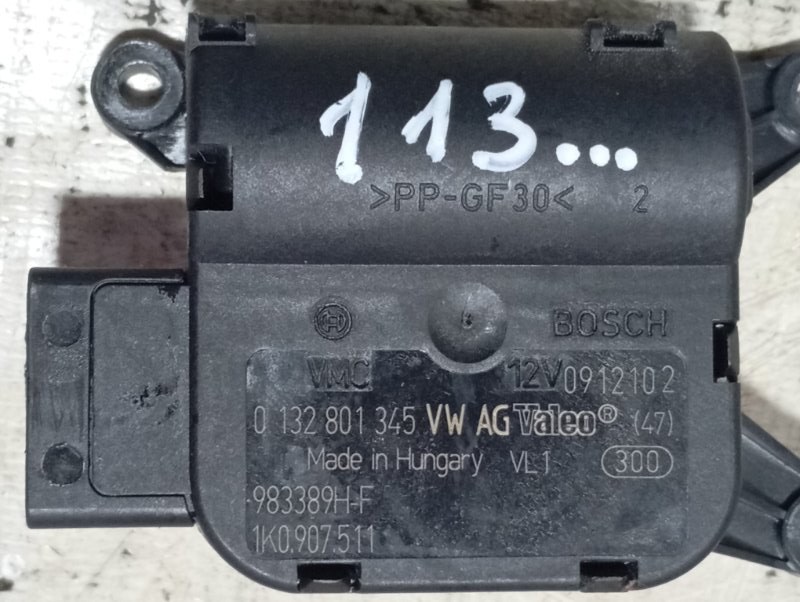 113...
>PP-GF30< 2
BOSCH
VMC 12V 0912102
0 132 801 345 VW AG Valeo® (47)
Made in Hungary VL1 300
983389H-F
1K0.907.511